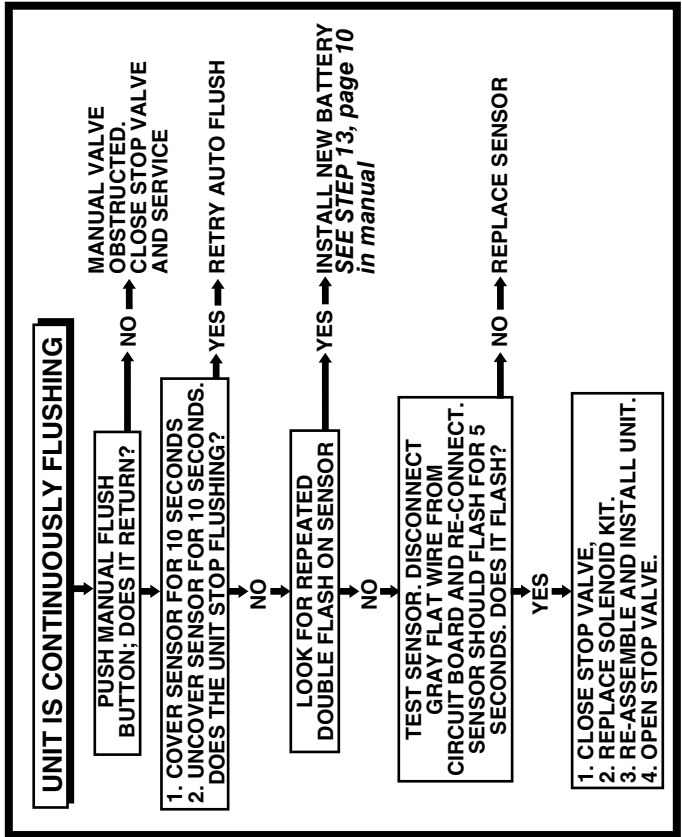 UNIT IS CONTINUOUSLY FLUSHING
PUSH MANUAL FLUSH
BUTTON; DOES IT RETURN?
NO
MANUAL VALVE
OBSTRUCTED.
CLOSE STOP VALVE
AND SERVICE
1. COVER SENSOR FOR 10 SECONDS
2. UNCOVER SENSOR FOR 10 SECONDS.
DOES THE UNIT STOP FLUSHING?
YES
RETRY AUTO FLUSH
NO
LOOK FOR REPEATED
DOUBLE FLASH ON SENSOR
YES
INSTALL NEW BATTERY
SEE STEP 13, page 10
in manual
NO
TEST SENSOR. DISCONNECT
GRAY FLAT WIRE FROM
CIRCUIT BOARD AND RE-CONNECT.
SENSOR SHOULD FLASH FOR 5
SECONDS. DOES IT FLASH?
NO
REPLACE SENSOR
YES
1. CLOSE STOP VALVE,
2. REPLACE SOLENOID KIT.
3. RE-ASSEMBLE AND INSTALL UNIT.
4. OPEN STOP VALVE.